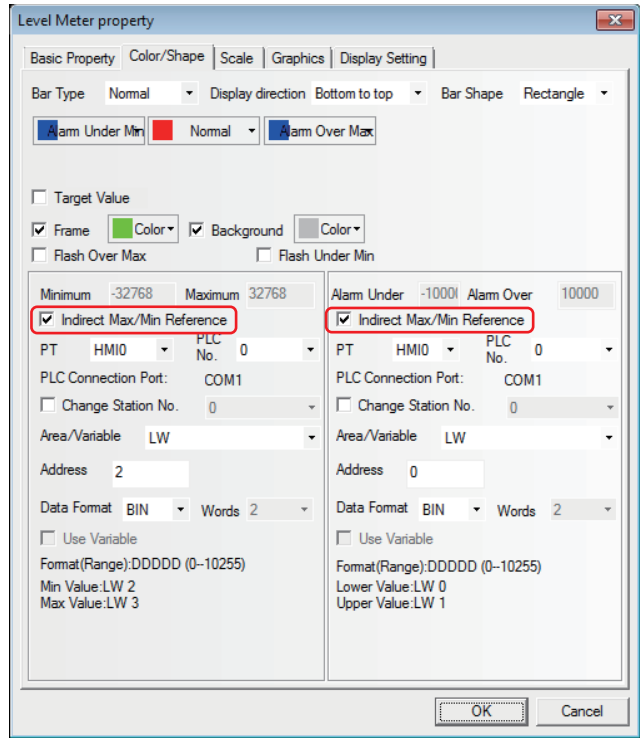 Level Meter property
Basic Property Color/Shape Scale Graphics Display Setting
Bar Type Normal Display direction Bottom to top Bar Shape Rectangle
Alarm Under Min Normal Alarm Over Max
Target Value
Frame Color Background Color
Flash Over Max Flash Under Min
Minimum -32768 Maximum 32768
Indirect Max/Min Reference
PT HMI0 PLC No. 0
PLC Connection Port: COM1
Change Station No. 0
Area/Variable LW
Address 2
Data Format BIN Words 2
Use Variable
Format(Range):DDDDD (0--10255)
Min Value:LW 2
Max Value:LW 3
Alarm Under -1000 Alarm Over 10000
Indirect Max/Min Reference
PT HMI0 PLC No. 0
PLC Connection Port: COM1
Change Station No. 0
Area/Variable LW
Address 0
Data Format BIN Words 2
Use Variable
Format(Range):DDDDD (0--10255)
Lower Value:LW 0
Upper Value:LW 1
OK Cancel